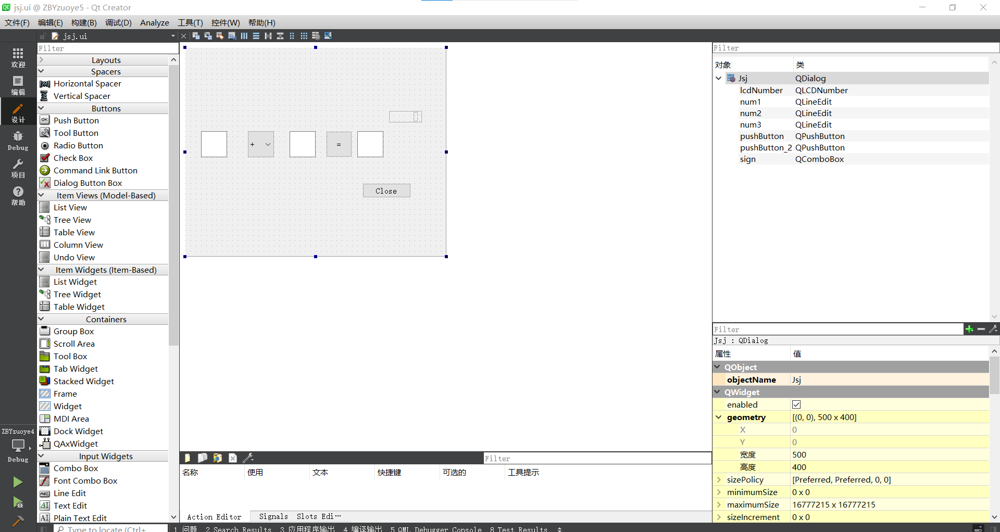 jsj.ui @ ZBYzuoye5 - Qt Creator
文件(F) 编辑(E) 构建(B) 调试(D) Analyze 工具(T) 控件(W) 帮助(H)
jsj.ui
欢迎
编辑
设计
Debug
项目
帮助
ZBYzuoye4
Debug
Filter
Layouts
Spacers
Horizontal Spacer
Vertical Spacer
Buttons
Push Button
Tool Button
Radio Button
Check Box
Command Link Button
Dialog Button Box
Item Views (Model-Based)
List View
Tree View
Table View
Column View
Undo View
Item Widgets (Item-Based)
List Widget
Tree Widget
Table Widget
Containers
Group Box
Scroll Area
Tool Box
Tab Widget
Stacked Widget
Frame
Widget
MDI Area
Dock Widget
QAxWidget
Input Widgets
Combo Box
Font Combo Box
Line Edit
Text Edit
Plain Text Edit
0
+ =
Close
Filter
名称 使用 文本 快捷键 可选的 工具提示
Action Editor Signals Slots Edi…
Filter
对象 类
Jsj QDialog
lcdNumber QLCDNumber
num1 QLineEdit
num2 QLineEdit
num3 QLineEdit
pushButton QPushButton
pushButton_2 QPushButton
sign QComboBox
Filter
Jsj : QDialog
属性 值
QObject
objectName Jsj
QWidget
enabled
geometry [(0, 0), 500 x 400]
X 0
Y 0
宽度 500
高度 400
sizePolicy [Preferred, Preferred, 0, 0]
minimumSize 0 x 0
maximumSize 16777215 x 16777215
sizeIncrement 0 x 0
Type to locate (Ctrl+ 1 问题 2 Search Results 3 应用程序输出 4 编译输出 5 QML Debugger Console 8 Test Results